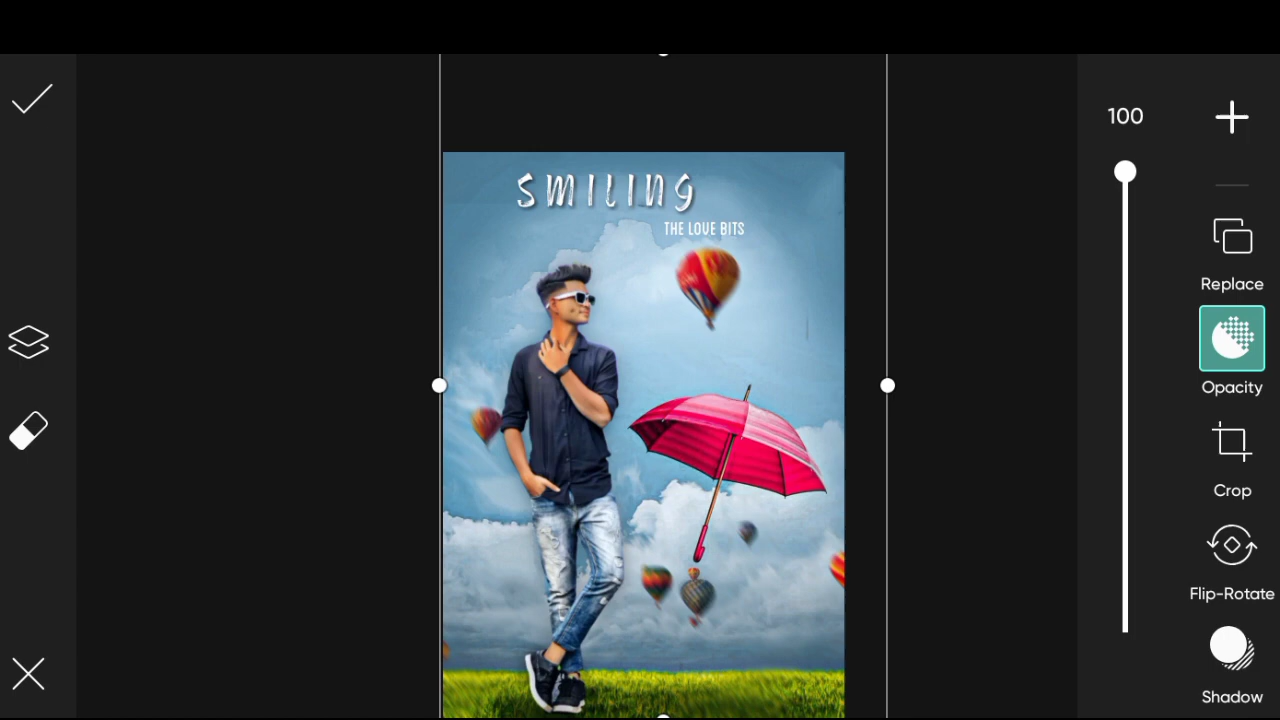 100
SMILING
THE LOVE BITS
Replace
Opacity
Crop
Flip-Rotate
Shadow